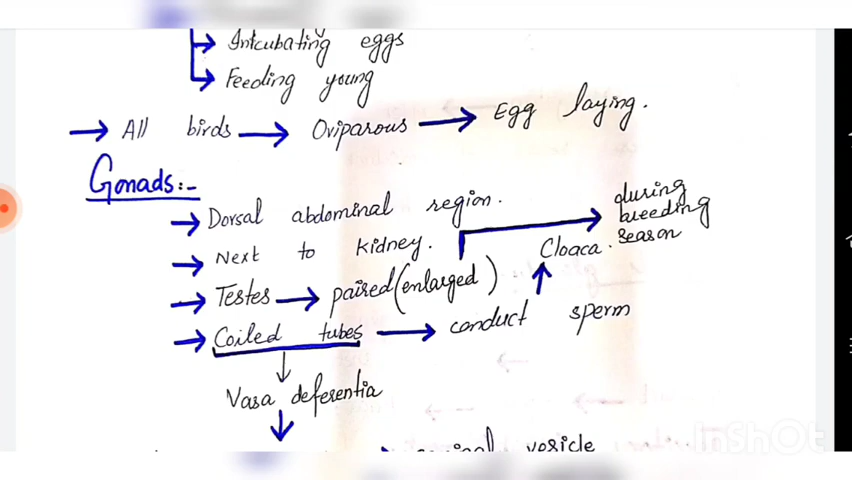 → Intcubating eggs
→ Feeding young
→ All birds → Oviparous → Egg laying.
Gonads:-
→ Dorsal abdominal region.
→ Next to kidney.
→ Testes → paired (enlarged) → during breeding season
→ Coiled tubes → conduct sperm ↑ Cloaca.
↓
Vasa deferentia
↓
vesicle
InShOt